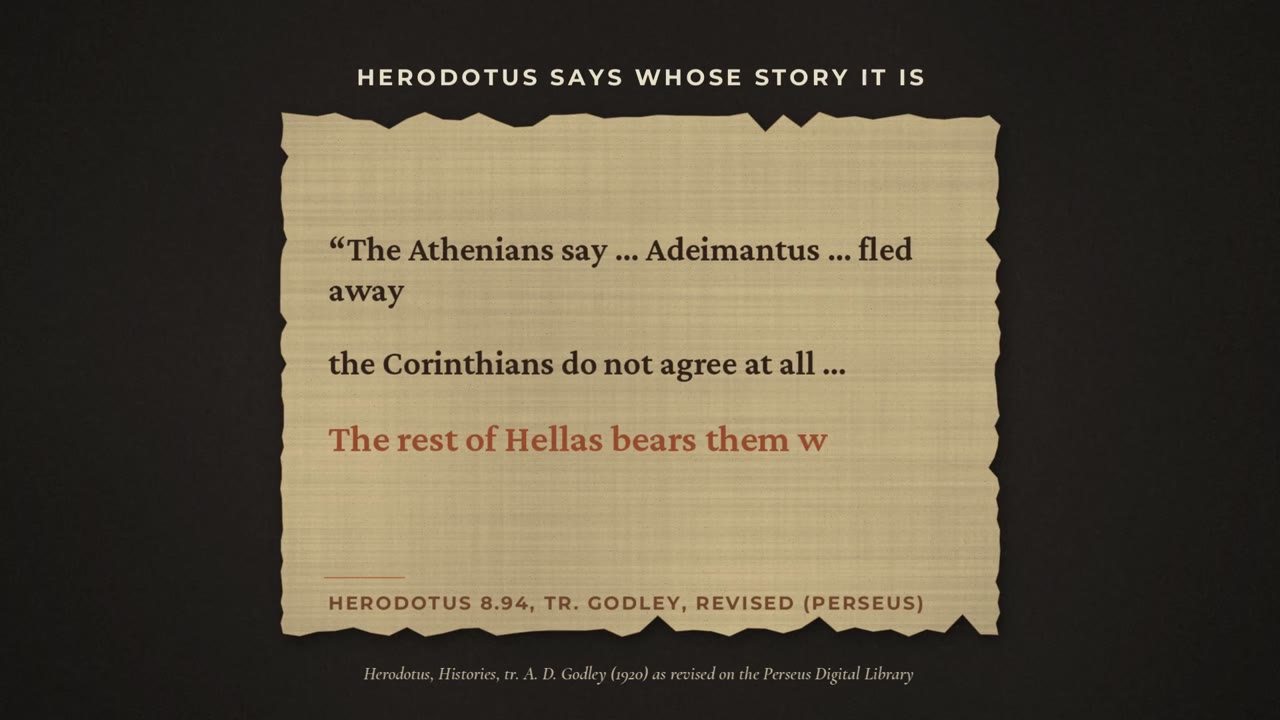 HERODOTUS SAYS WHOSE STORY IT IS
“The Athenians say ... Adeimantus ... fled
away
the Corinthians do not agree at all ...
The rest of Hellas bears them w
HERODOTUS 8.94, TR. GODLEY, REVISED (PERSEUS)
Herodotus, Histories, tr. A. D. Godley (1920) as revised on the Perseus Digital Library